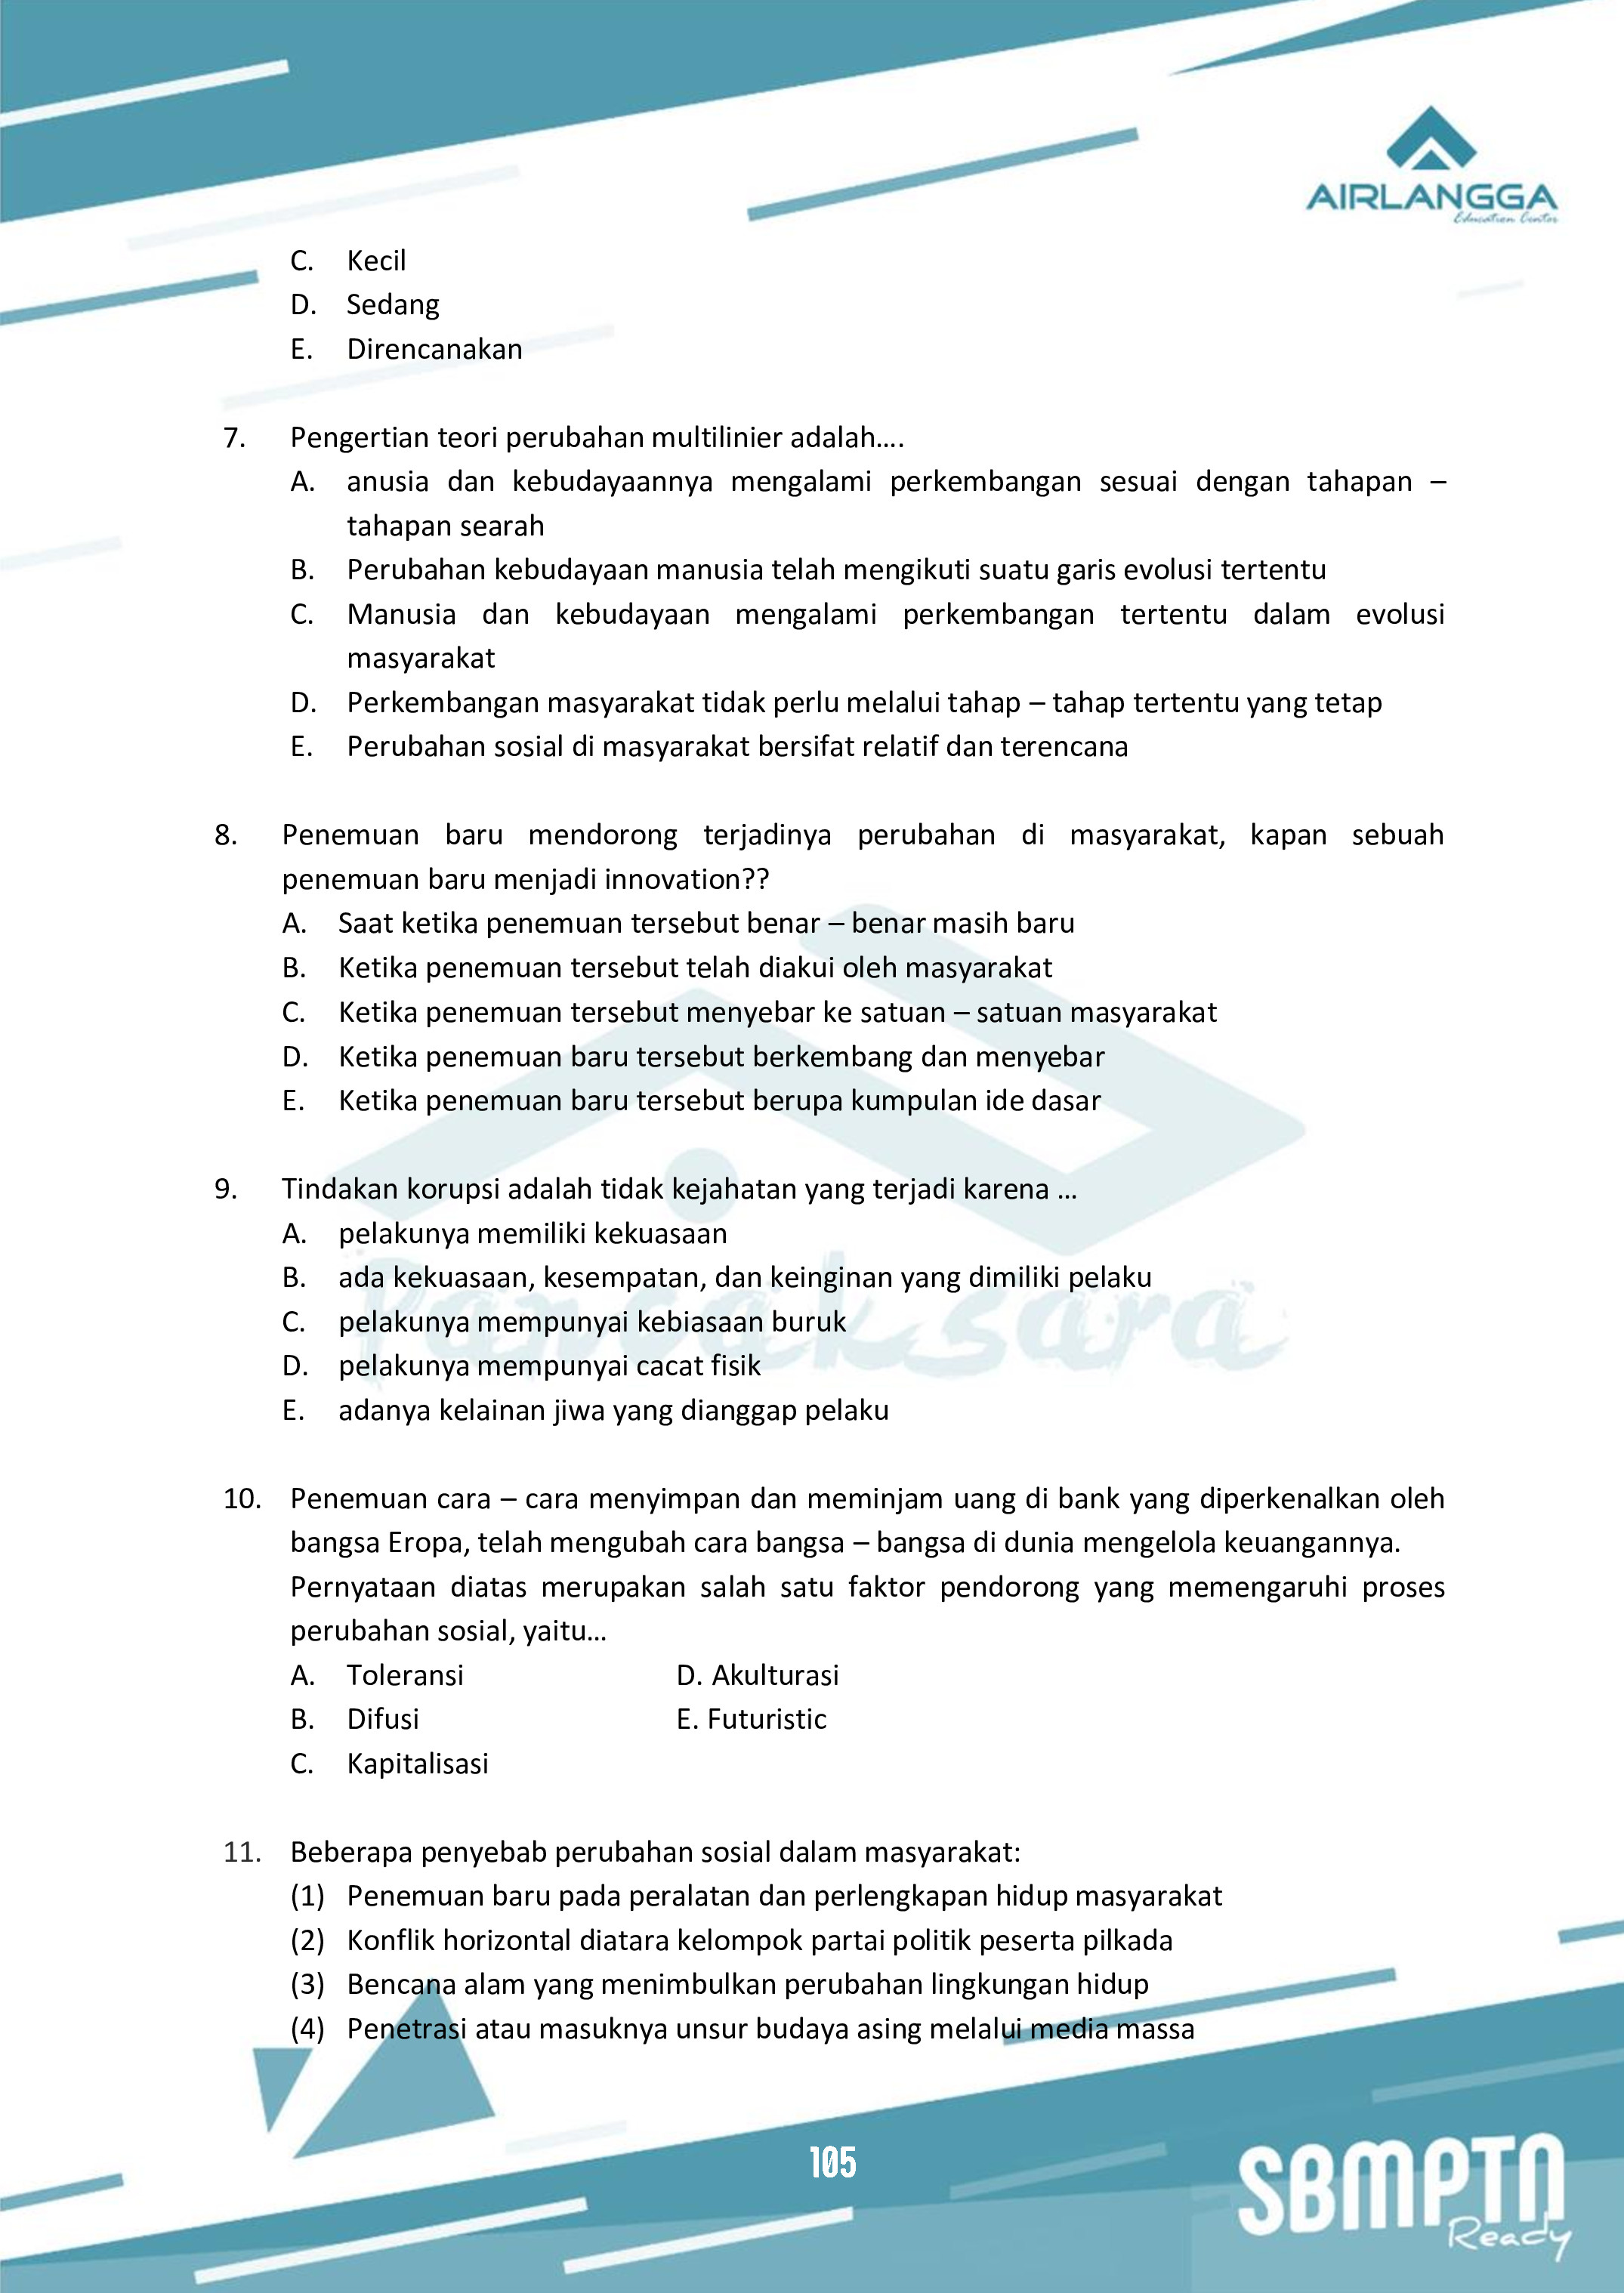 AIRLANGGA
Education Center
C. Kecil
D. Sedang
E. Direncanakan
7. Pengertian teori perubahan multilinier adalah....
A. anusia dan kebudayaannya mengalami perkembangan sesuai dengan tahapan –
tahapan searah
B. Perubahan kebudayaan manusia telah mengikuti suatu garis evolusi tertentu
C. Manusia dan kebudayaan mengalami perkembangan tertentu dalam evolusi
masyarakat
D. Perkembangan masyarakat tidak perlu melalui tahap – tahap tertentu yang tetap
E. Perubahan sosial di masyarakat bersifat relatif dan terencana
8. Penemuan baru mendorong terjadinya perubahan di masyarakat, kapan sebuah
penemuan baru menjadi innovation??
A. Saat ketika penemuan tersebut benar – benar masih baru
B. Ketika penemuan tersebut telah diakui oleh masyarakat
C. Ketika penemuan tersebut menyebar ke satuan – satuan masyarakat
D. Ketika penemuan baru tersebut berkembang dan menyebar
E. Ketika penemuan baru tersebut berupa kumpulan ide dasar
9. Tindakan korupsi adalah tidak kejahatan yang terjadi karena ...
A. pelakunya memiliki kekuasaan
B. ada kekuasaan, kesempatan, dan keinginan yang dimiliki pelaku
C. pelakunya mempunyai kebiasaan buruk
D. pelakunya mempunyai cacat fisik
E. adanya kelainan jiwa yang dianggap pelaku
Pancaksara
10. Penemuan cara – cara menyimpan dan meminjam uang di bank yang diperkenalkan oleh
bangsa Eropa, telah mengubah cara bangsa – bangsa di dunia mengelola keuangannya.
Pernyataan diatas merupakan salah satu faktor pendorong yang memengaruhi proses
perubahan sosial, yaitu...
A. Toleransi D. Akulturasi
B. Difusi E. Futuristic
C. Kapitalisasi
11. Beberapa penyebab perubahan sosial dalam masyarakat:
(1) Penemuan baru pada peralatan dan perlengkapan hidup masyarakat
(2) Konflik horizontal diatara kelompok partai politik peserta pilkada
(3) Bencana alam yang menimbulkan perubahan lingkungan hidup
(4) Penetrasi atau masuknya unsur budaya asing melalui media massa
105
SBMPTN
Ready